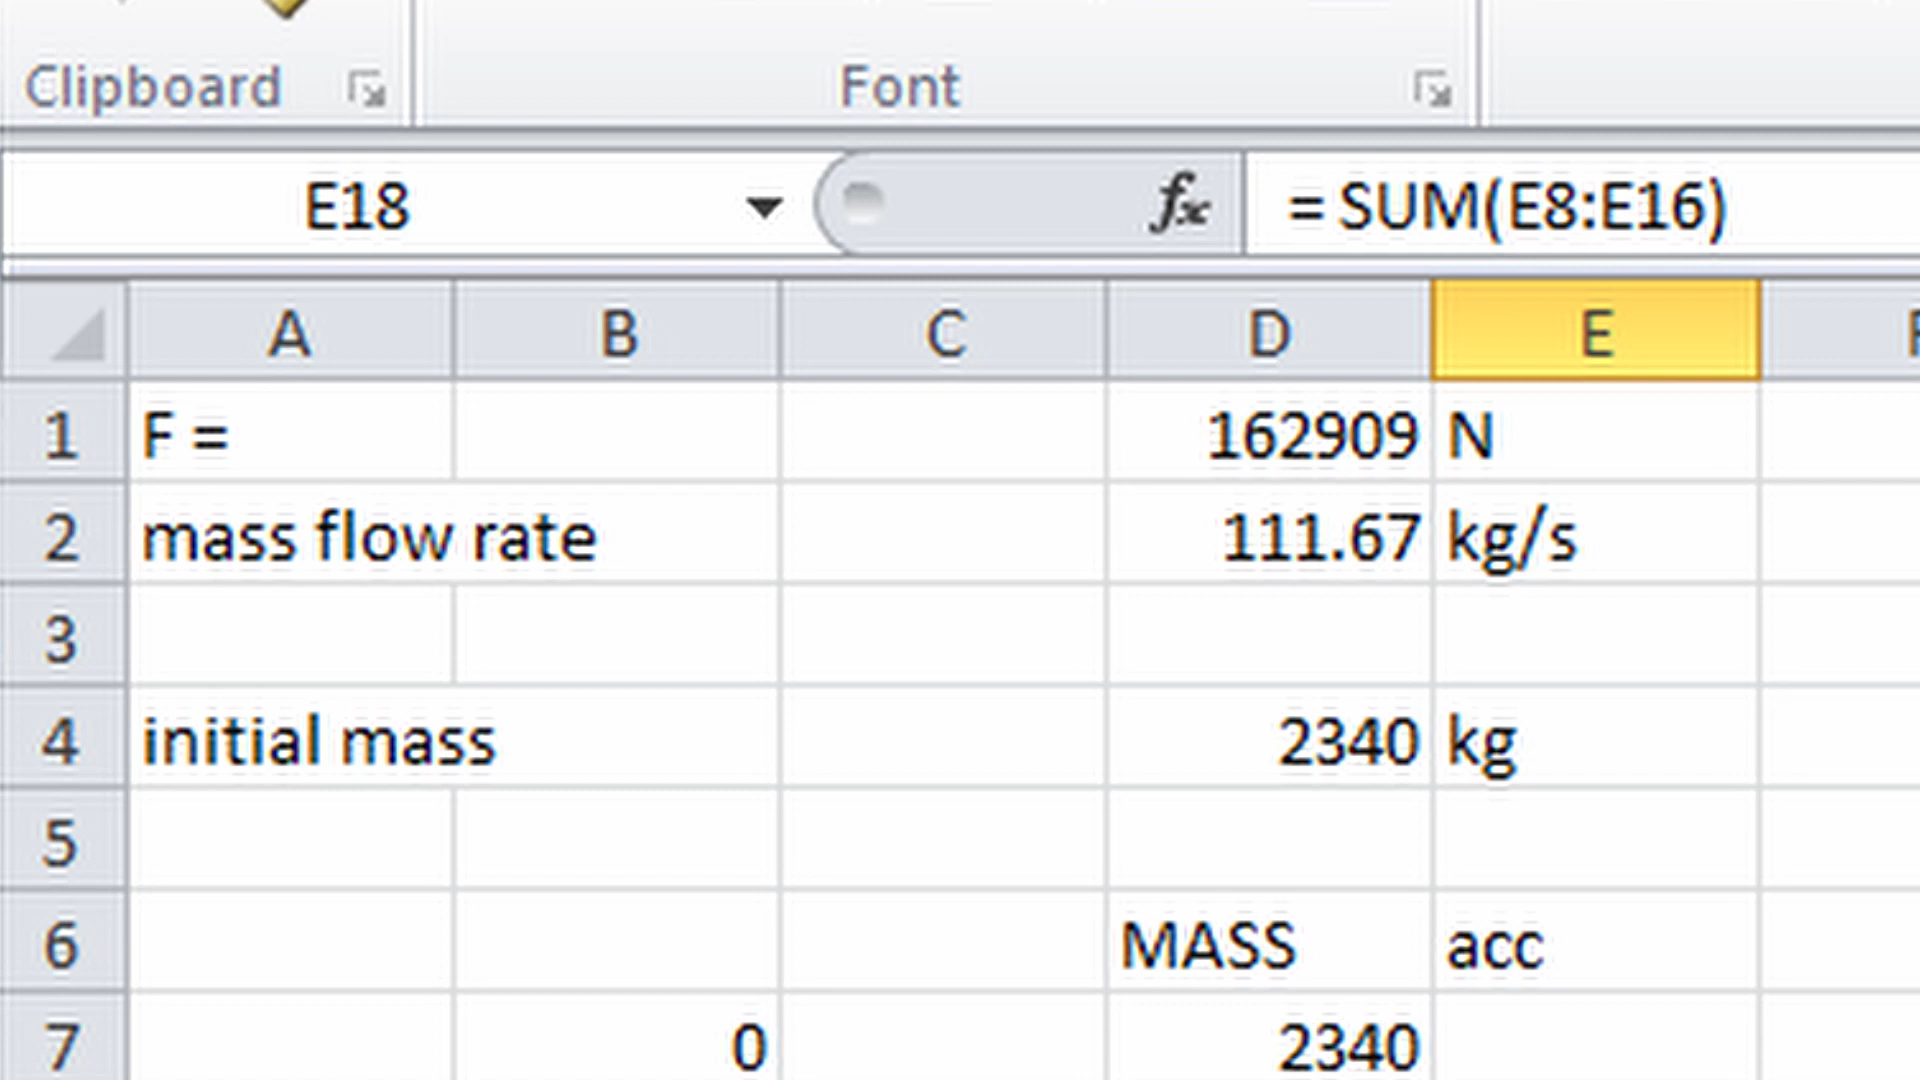 Clipboard Font
E18 fx = SUM(E8:E16)
A B C D E
1 F = 162909 N
2 mass flow rate 111.67 kg/s
3
4 initial mass 2340 kg
5
6 MASS acc
7 0 2340